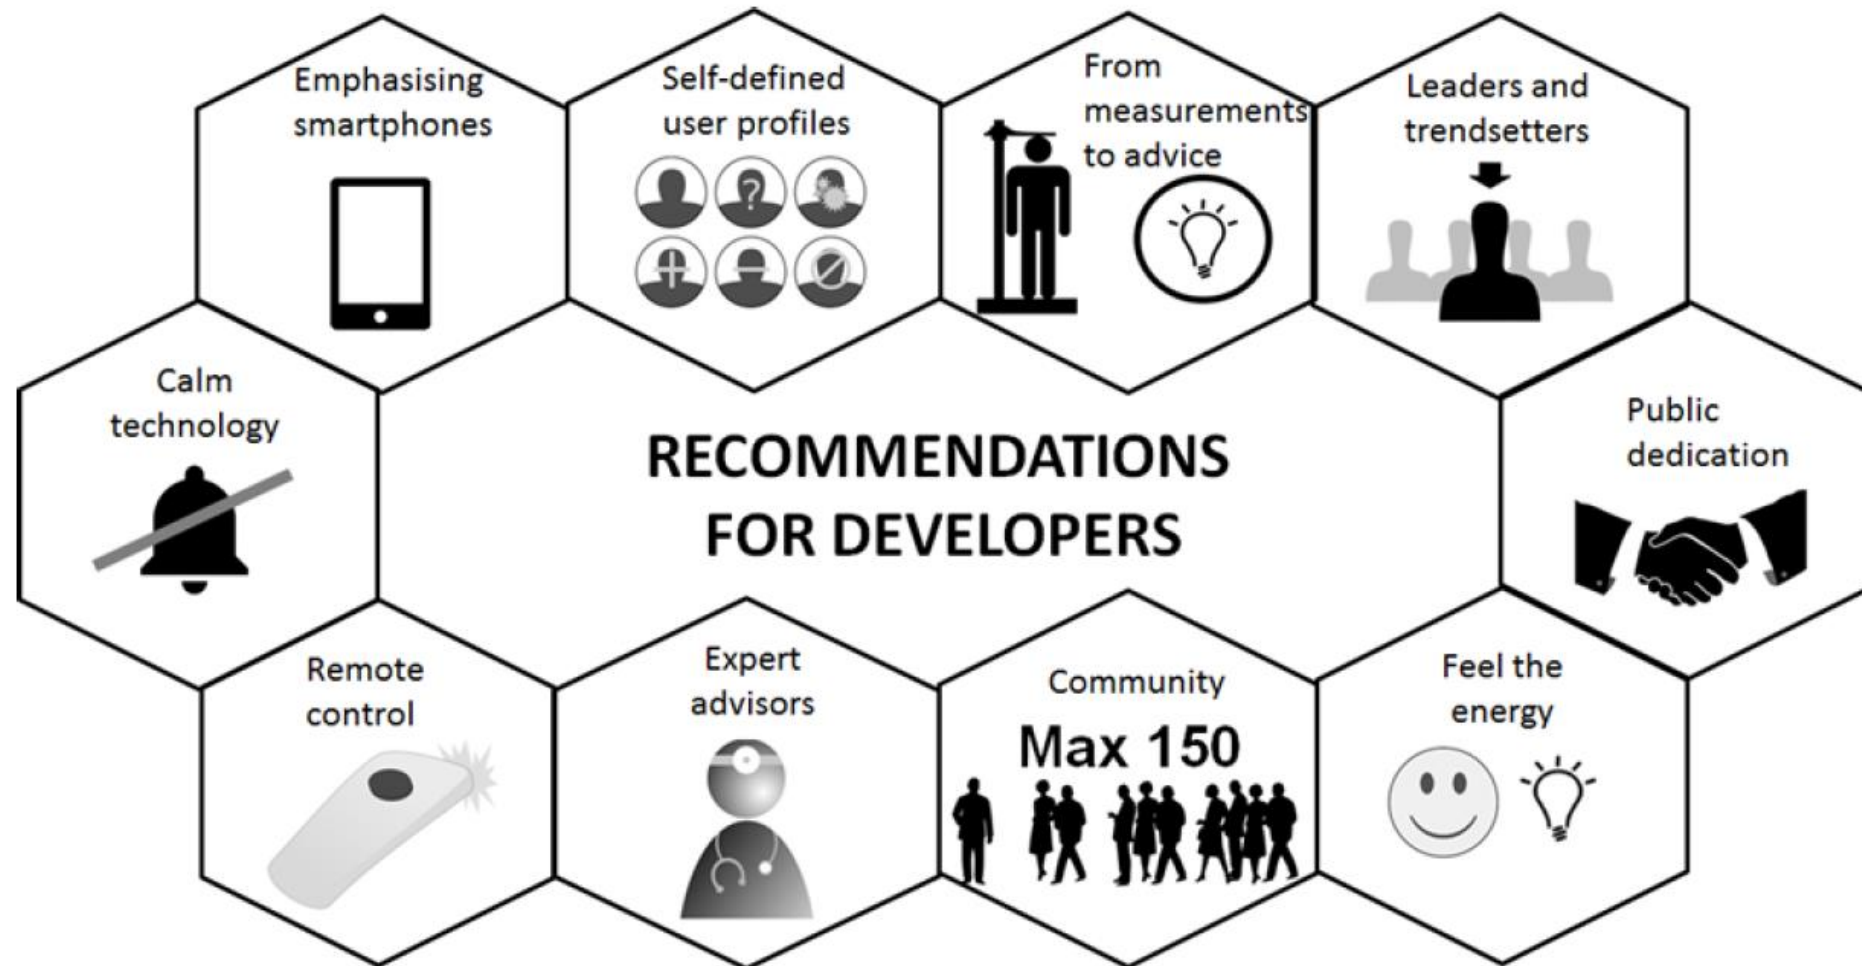 Emphasising
smartphones
Self-defined
user profiles
?
From
measurements
to advice
Leaders and
trendsetters
Calm
technology
RECOMMENDATIONS
FOR DEVELOPERS
Public
dedication
Remote
control
Expert
advisors
Community
Max 150
Feel the
energy